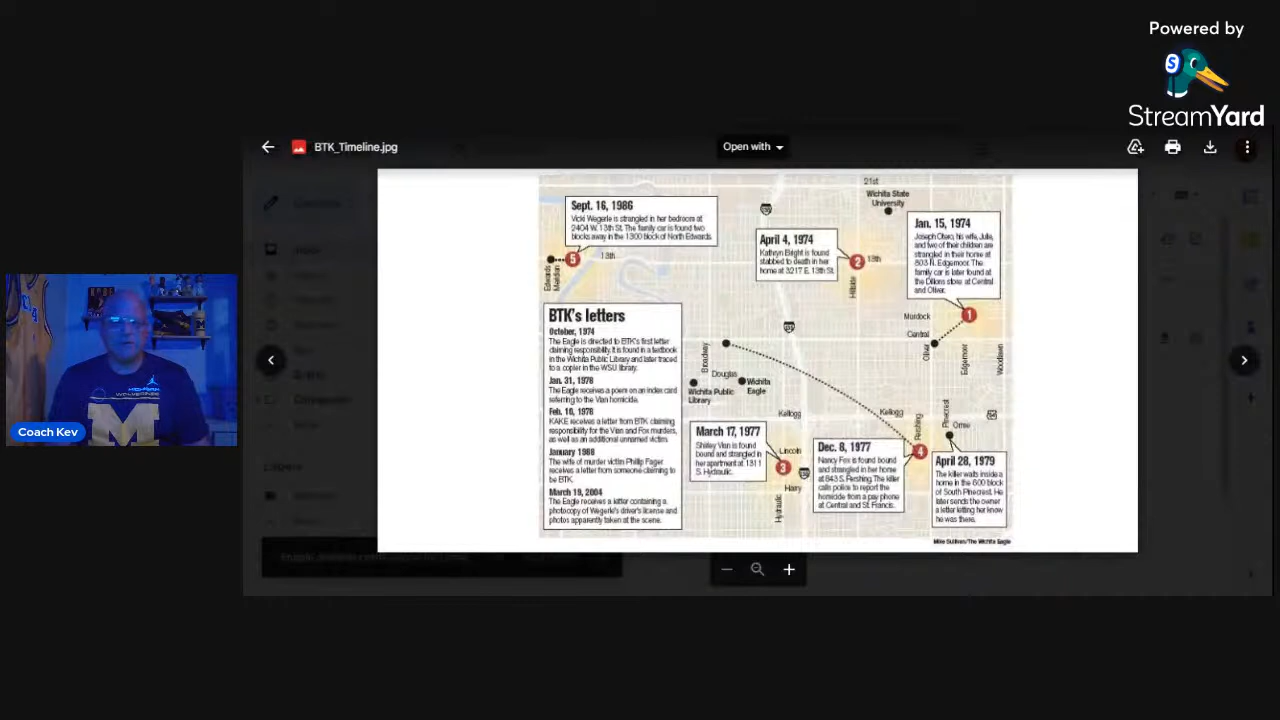 Powered by
StreamYard
BTK_Timeline.jpg
Open with
21st
Wichita State
University
Sept. 16, 1986
Vicki Wegerle is strangled in her bedroom at
2404 W. 13th St. The family car is found two
blocks away in the 1300 block of North Edwards.
April 4, 1974
Kathryn Bright is found
stabbed to death in her
home at 3217 E. 13th St.
Jan. 15, 1974
Joseph Otero, his wife, Julie,
and two of their children are
strangled in their home at
803 N. Edgemoor. The
family car is later found at
the Dillons store at Central
and Oliver.
5
13th
Edwards
Meridian
2
13th
Hillside
1
Murdock
Central
Oliver
Edgemoor
Woodlawn
BTK's letters
October, 1974
The Eagle is directed to BTK's first letter
claiming responsibility. It is found in a textbook
in the Wichita Public Library and later traced
to a copier in the WSU library.
Jan. 31, 1978
The Eagle receives a poem on an index card
referring to the Vian homicide.
Feb. 10, 1978
KAKE receives a letter from BTK claiming
responsibility for the Vian and Fox murders,
as well as an additional unnamed victim.
January 1988
The wife of murder victim Phillip Fager
receives a letter from someone claiming to
be BTK.
March 19, 2004
The Eagle receives a letter containing a
photocopy of Wegerle's driver's license and
photos apparently taken at the scene.
Broadway
Douglas
Wichita
Eagle
Wichita Public
Library
Kellogg
Kellogg
Pershing
Pinecrest
Orme
March 17, 1977
Shirley Vian is found
bound and strangled in
her apartment at 1311
S. Hydraulic.
Lincoln
3
Harry
Hydraulic
Dec. 8, 1977
Nancy Fox is found bound
and strangled in her home
at 843 S. Pershing. The killer
calls police to report the
homicide from a pay phone
at Central and St. Francis.
4
April 28, 1979
The killer waits inside a
home in the 600 block
of South Pinecrest. He
later sends the owner
a letter letting her know
he was there.
Mike Sullivan/The Wichita Eagle
Coach Kev